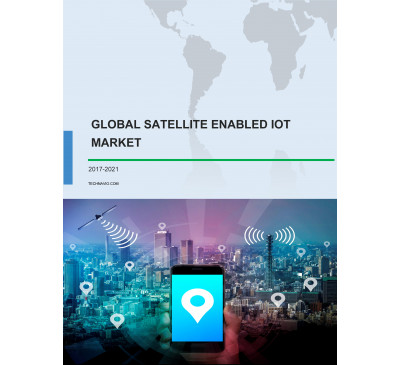 GLOBAL SATELLITE ENABLED IOT
MARKET
2017-2021
TECHNAVIO.COM